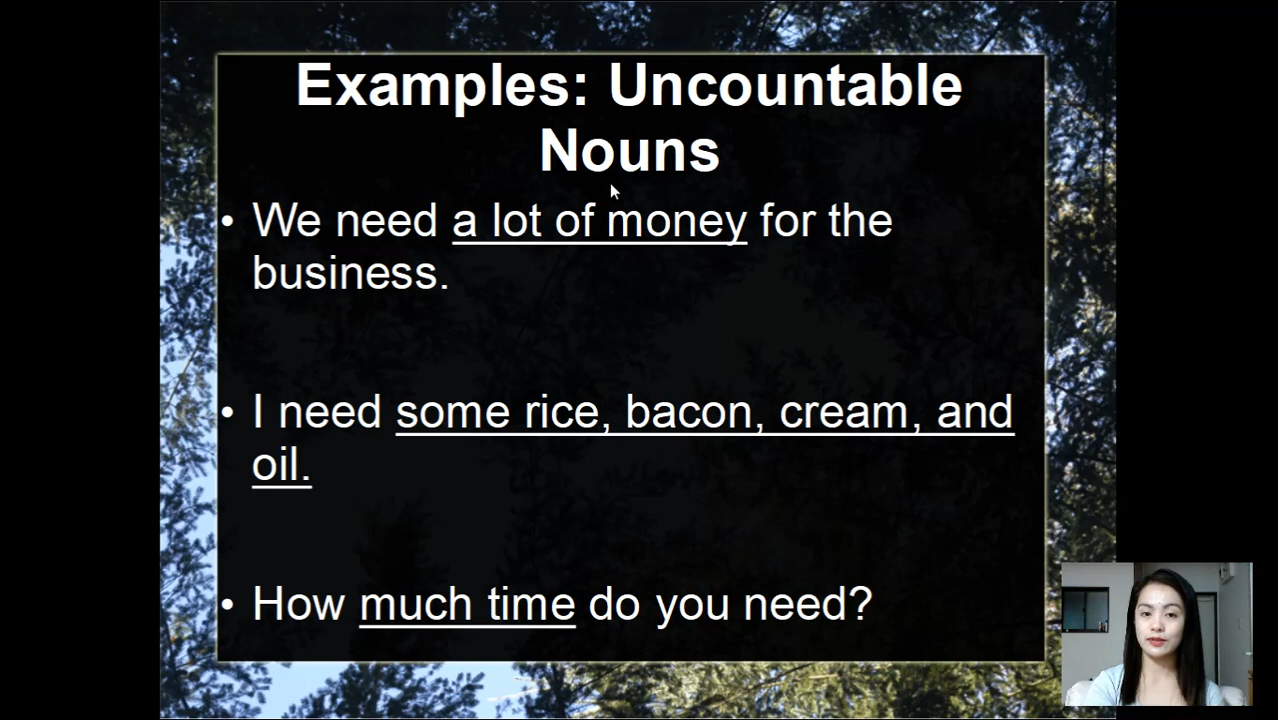 Examples: Uncountable
Nouns
• We need a lot of money for the
business.
• I need some rice, bacon, cream, and
oil.
• How much time do you need?